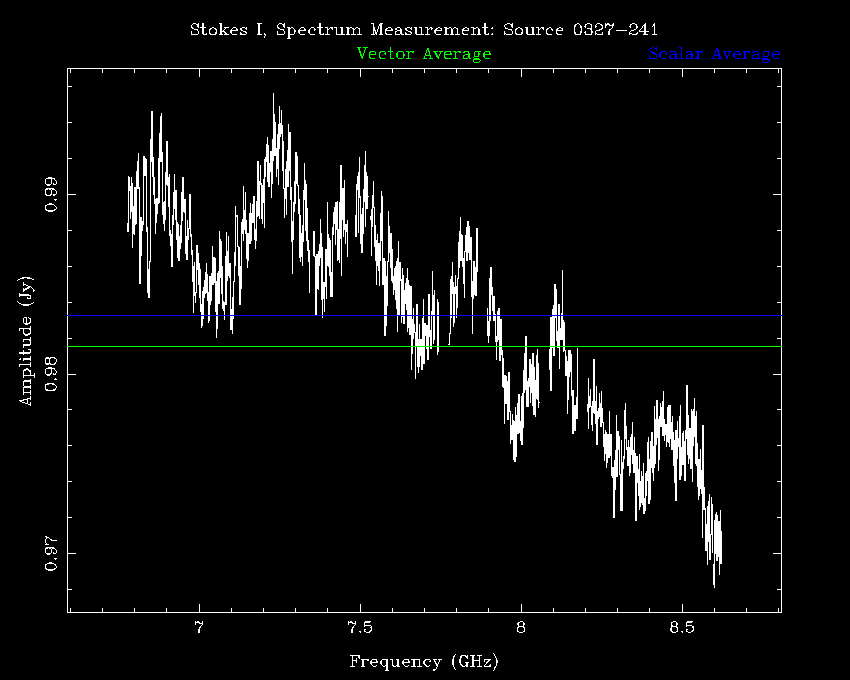 Stokes I, Spectrum Measurement: Source 0327-241
Vector Average
Scalar Average
Amplitude (Jy)
0.99
0.98
0.97
7
7.5
8
8.5
Frequency (GHz)